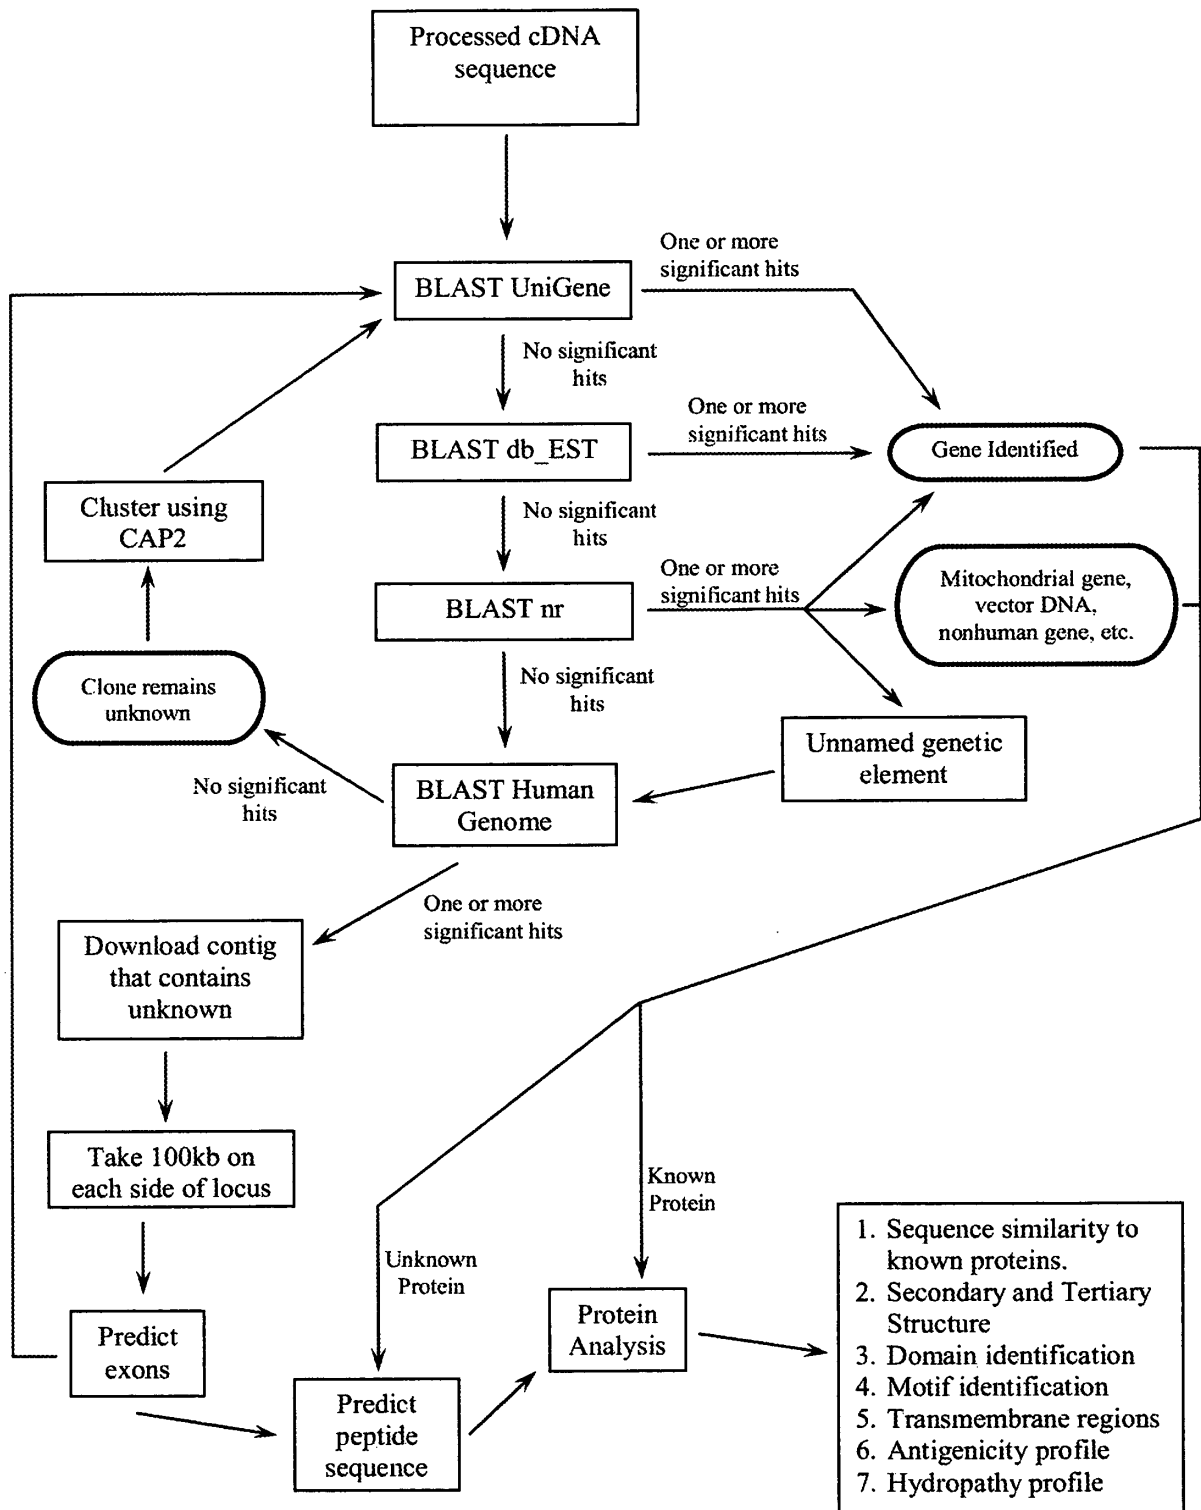 Processed cDNA
sequence
One or more
significant hits
BLAST UniGene
No significant
hits
One or more
significant hits
BLAST db_EST
Gene Identified
Cluster using
CAP2
No significant
hits
One or more
significant hits
BLAST nr
Mitochondrial gene,
vector DNA,
nonhuman gene, etc.
Clone remains
unknown
No significant
hits
Unnamed genetic
element
No significant
hits
BLAST Human
Genome
One or more
significant hits
Download contig
that contains
unknown
Take 100kb on
each side of locus
Known
Protein
Unknown
Protein
Predict
exons
Predict
peptide
sequence
Protein
Analysis
1. Sequence similarity to
known proteins.
2. Secondary and Tertiary
Structure
3. Domain identification
4. Motif identification
5. Transmembrane regions
6. Antigenicity profile
7. Hydropathy profile